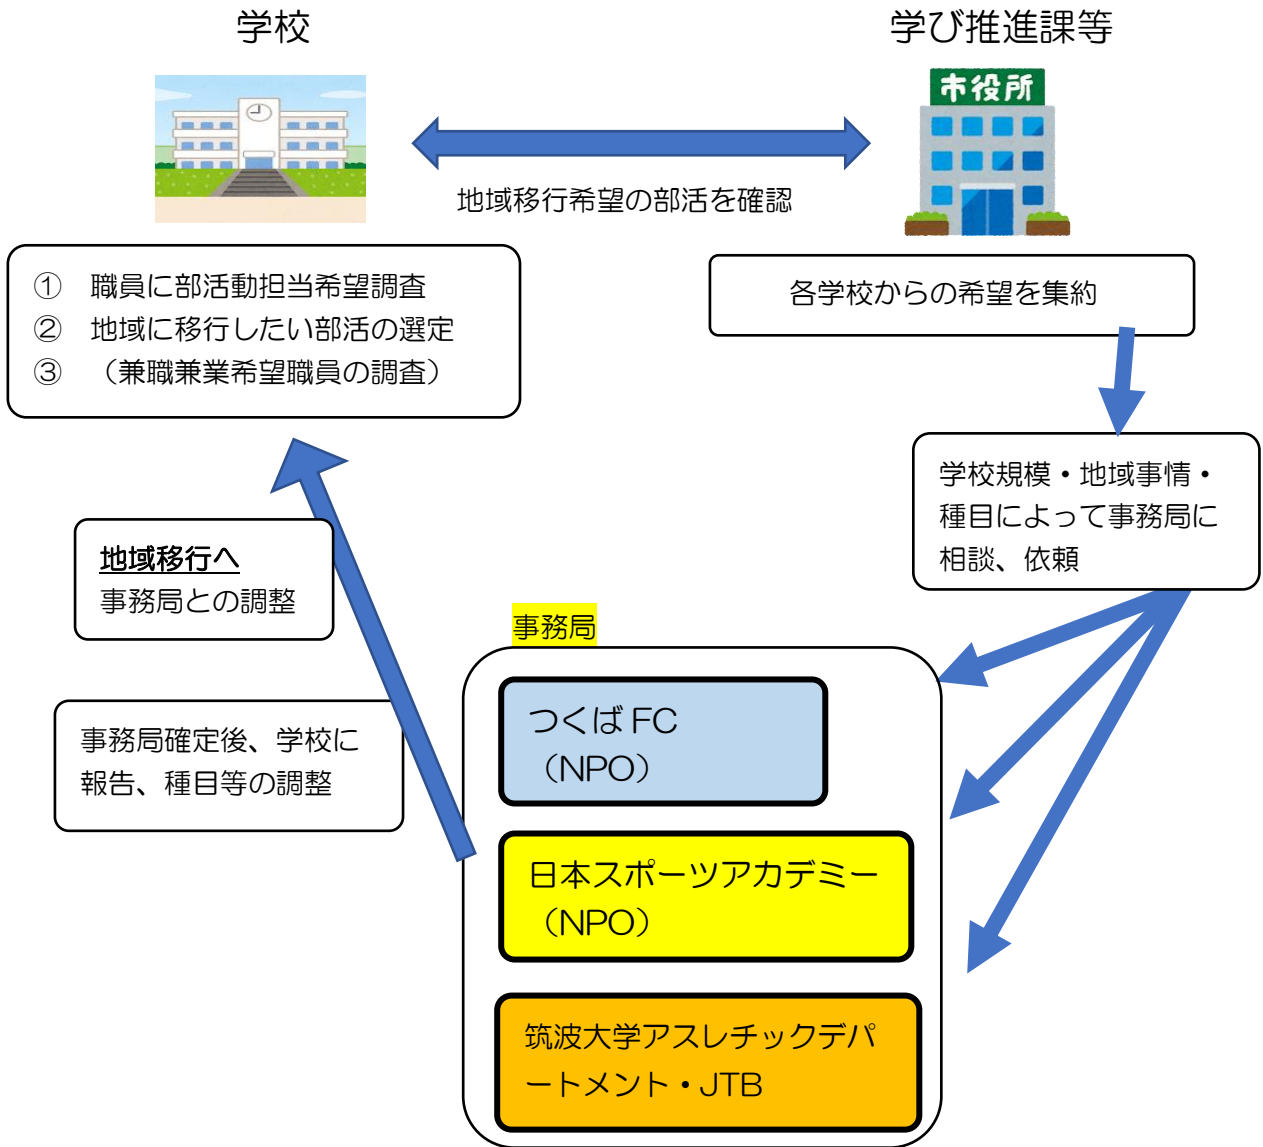 学校
学び推進課等
市役所
地域移行希望の部活を確認
① 職員に部活動担当希望調査
② 地域に移行したい部活の選定
③ （兼職兼業希望職員の調査）
各学校からの希望を集約
学校規模・地域事情・
種目によって事務局に
相談、依頼
地域移行へ
事務局との調整
事務局確定後、学校に
報告、種目等の調整
事務局
つくば FC
（NPO）
日本スポーツアカデミー
（NPO）
筑波大学アスレチックデパ
ートメント・JTB